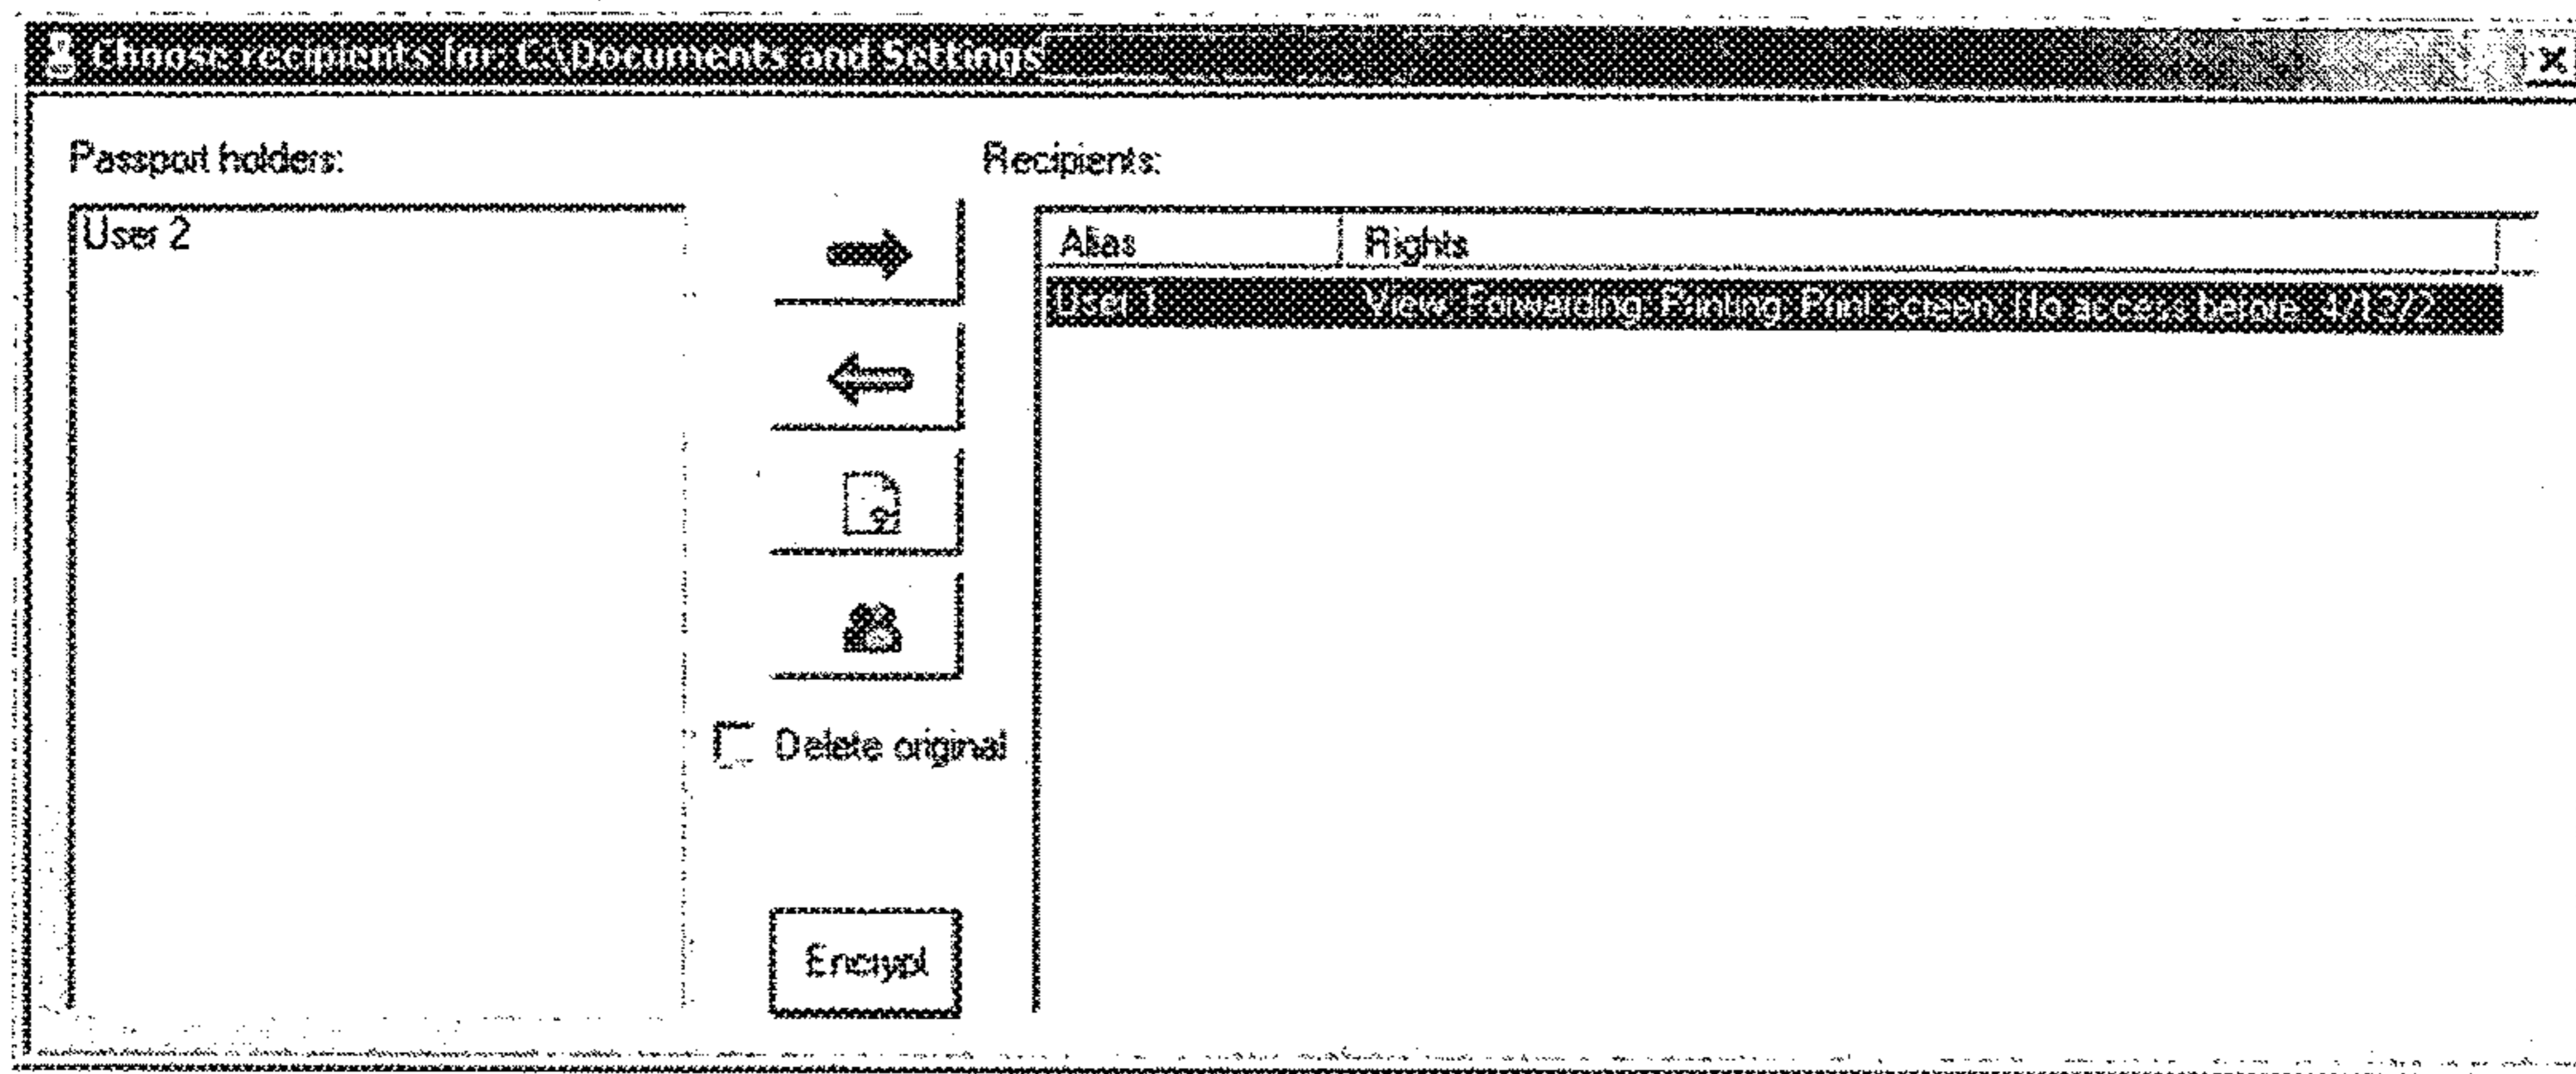 Choose recipients for: C:\Documents and Settings
Passport holders:
Recipients:
User 2
Alias Rights
User 1 View; Forwarding; Printing; Print screen; No access before: 4/13/2
Delete original
Encrypt